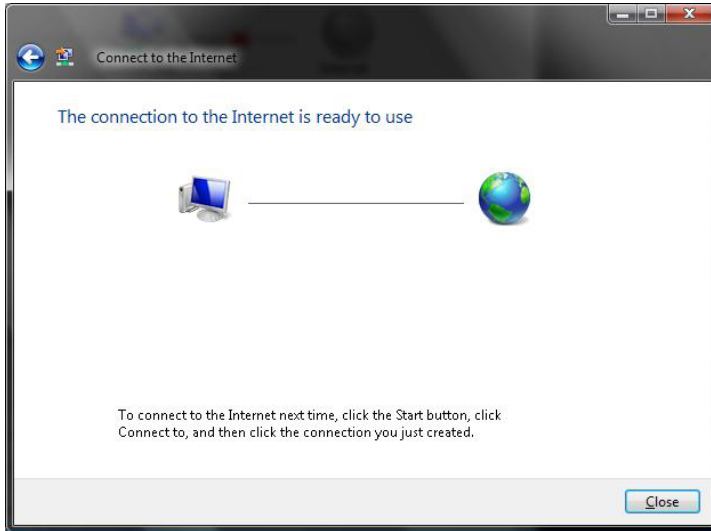 Connect to the Internet
The connection to the Internet is ready to use
To connect to the Internet next time, click the Start button, click
Connect to, and then click the connection you just created.
Close